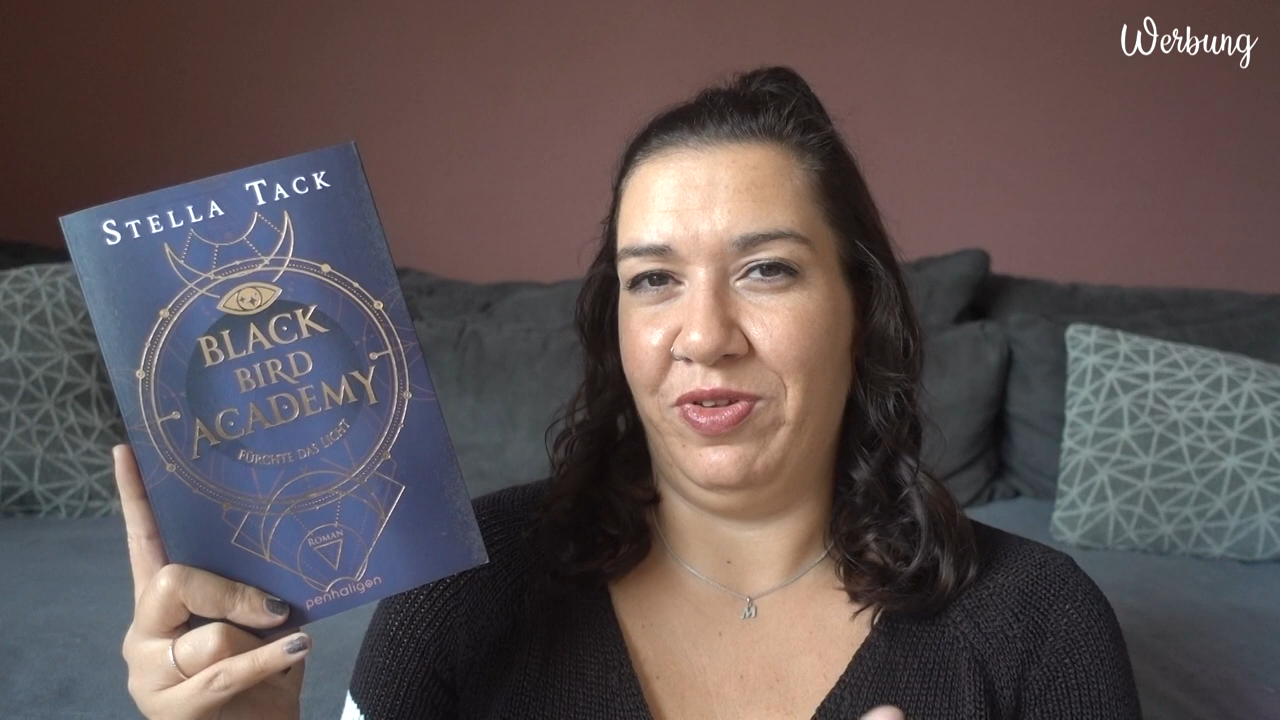 Werbung
STELLA TACK
BLACK
BIRD
ACADEMY
FÜRCHTE DAS LICHT
ROMAN
penhaligon
M